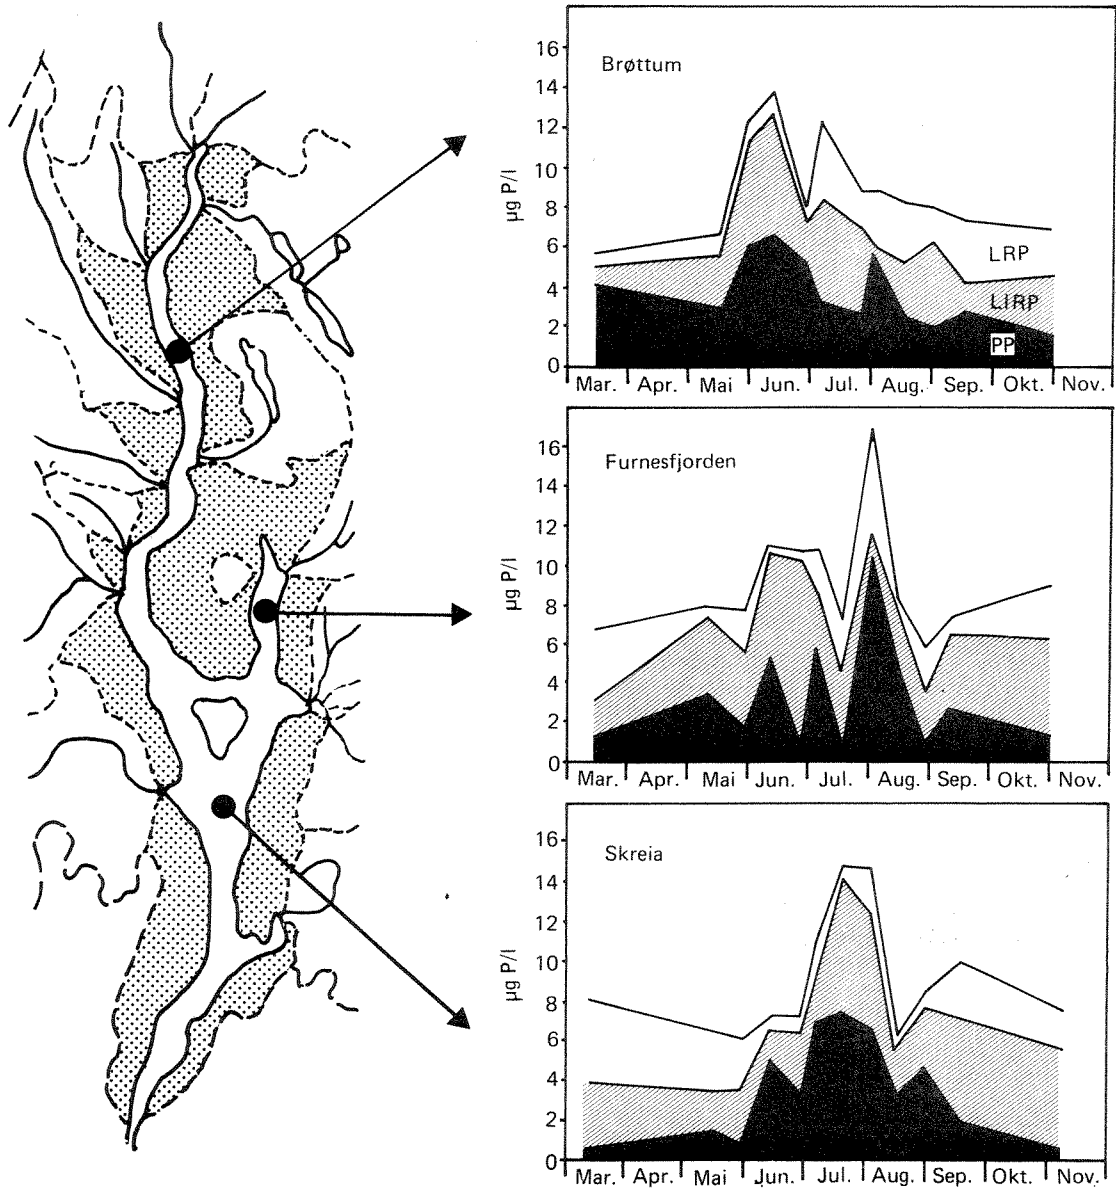 Brøttum
µg P/l
16
14
12
10
8
6
4
2
0
LRP
LIRP
PP
Mar. Apr. Mai Jun. Jul. Aug. Sep. Okt. Nov.
Furnesfjorden
µg P/l
16
14
12
10
8
6
4
2
0
Mar. Apr. Mai Jun. Jul. Aug. Sep. Okt. Nov.
Skreia
µg P/l
16
14
12
10
8
6
4
2
0
Mar. Apr. Mai Jun. Jul. Aug. Sep. Okt. Nov.